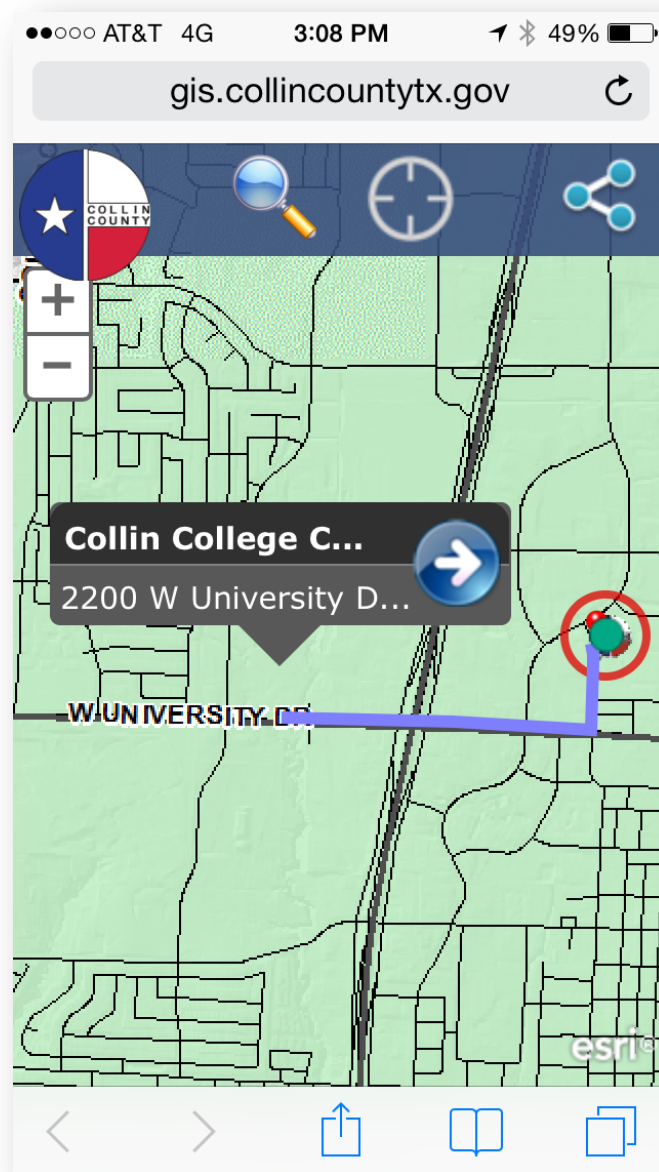 AT&T 4G 3:08 PM 49%
gis.collincountytx.gov
COLLIN
COUNTY
+
−
Collin College C...
2200 W University D...
W UNIVERSITY DR
esri